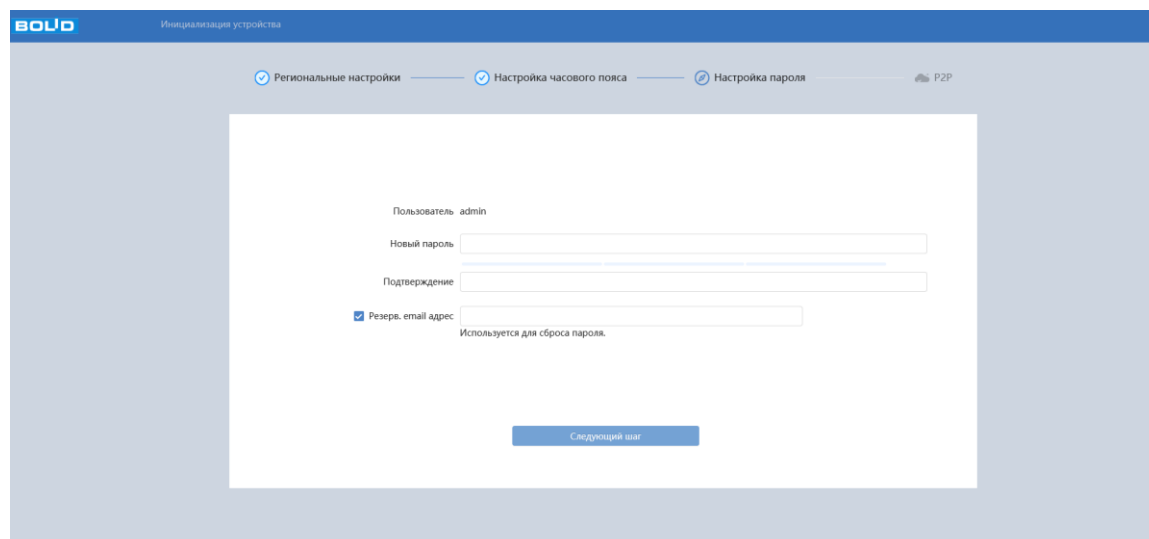 BOLID
Инициализация устройства
Региональные настройки
Настройка часового пояса
Настройка пароля
P2P
Пользователь admin
Новый пароль
Подтверждение
Резерв. email адрес
Используется для сброса пароля.
Следующий шаг